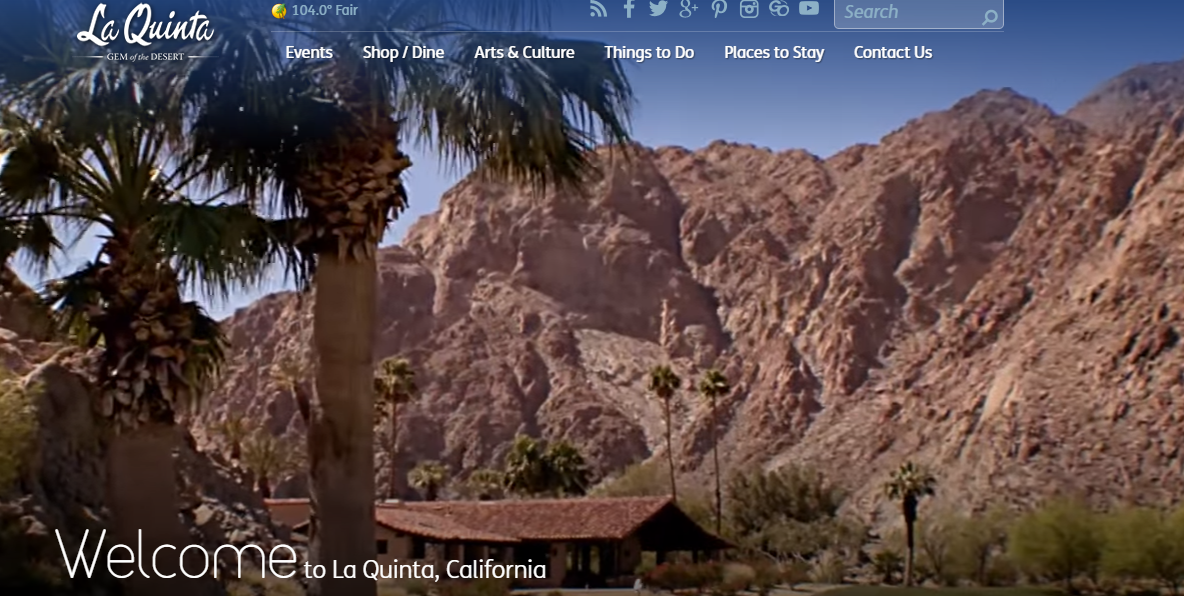 La Quinta
GEM of the DESERT
104.0° Fair
Search
Events
Shop / Dine
Arts & Culture
Things to Do
Places to Stay
Contact Us
Welcome to La Quinta, California